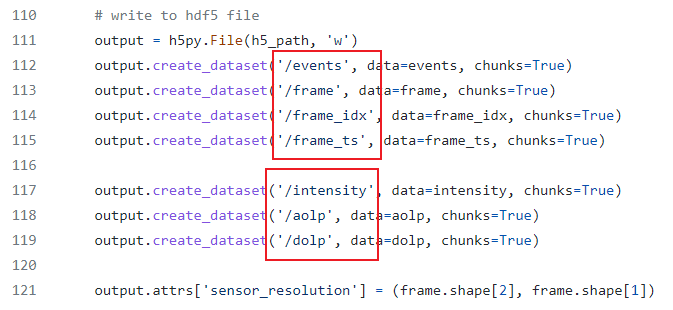 110 # write to hdf5 file
111 output = h5py.File(h5_path, 'w')
112 output.create_dataset('/events', data=events, chunks=True)
113 output.create_dataset('/frame', data=frame, chunks=True)
114 output.create_dataset('/frame_idx', data=frame_idx, chunks=True)
115 output.create_dataset('/frame_ts', data=frame_ts, chunks=True)
116
117 output.create_dataset('/intensity', data=intensity, chunks=True)
118 output.create_dataset('/aolp', data=aolp, chunks=True)
119 output.create_dataset('/dolp', data=dolp, chunks=True)
120
121 output.attrs['sensor_resolution'] = (frame.shape[2], frame.shape[1])